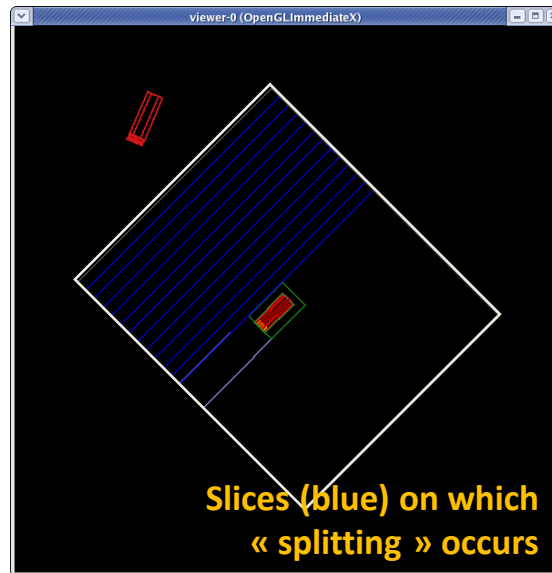 viewer-0 (OpenGLImmediateX)
Slices (blue) on which
« splitting » occurs